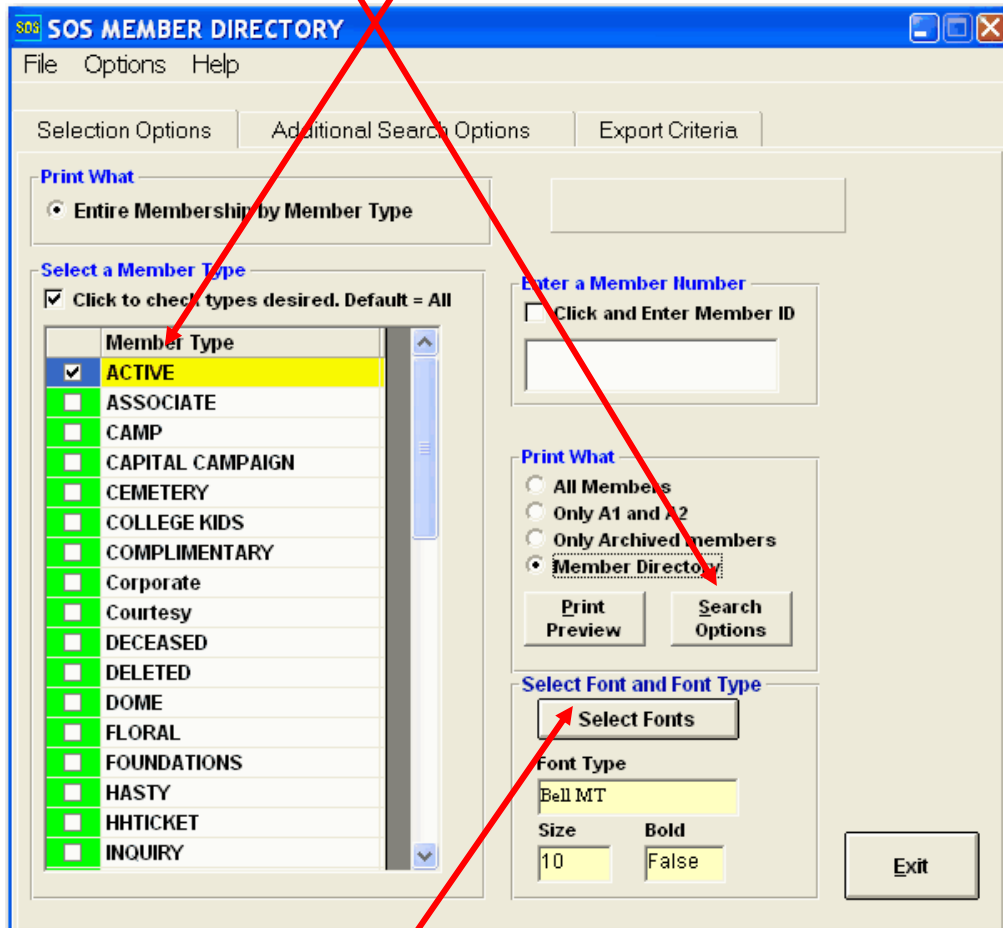 SOS SOS MEMBER DIRECTORY
File Options Help
Selection Options Additional Search Options Export Criteria
Print What
Entire Membership by Member Type
Select a Member Type
Click to check types desired. Default = All
Member Type
ACTIVE
ASSOCIATE
CAMP
CAPITAL CAMPAIGN
CEMETERY
COLLEGE KIDS
COMPLIMENTARY
Corporate
Courtesy
DECEASED
DELETED
DOME
FLORAL
FOUNDATIONS
HASTY
HHTICKET
INQUIRY
Enter a Member Number
Click and Enter Member ID
Print What
All Members
Only A1 and A2
Only Archived members
Member Directory
Print Preview
Search Options
Select Font and Font Type
Select Fonts
Font Type
Bell MT
Size Bold
10 False
Exit